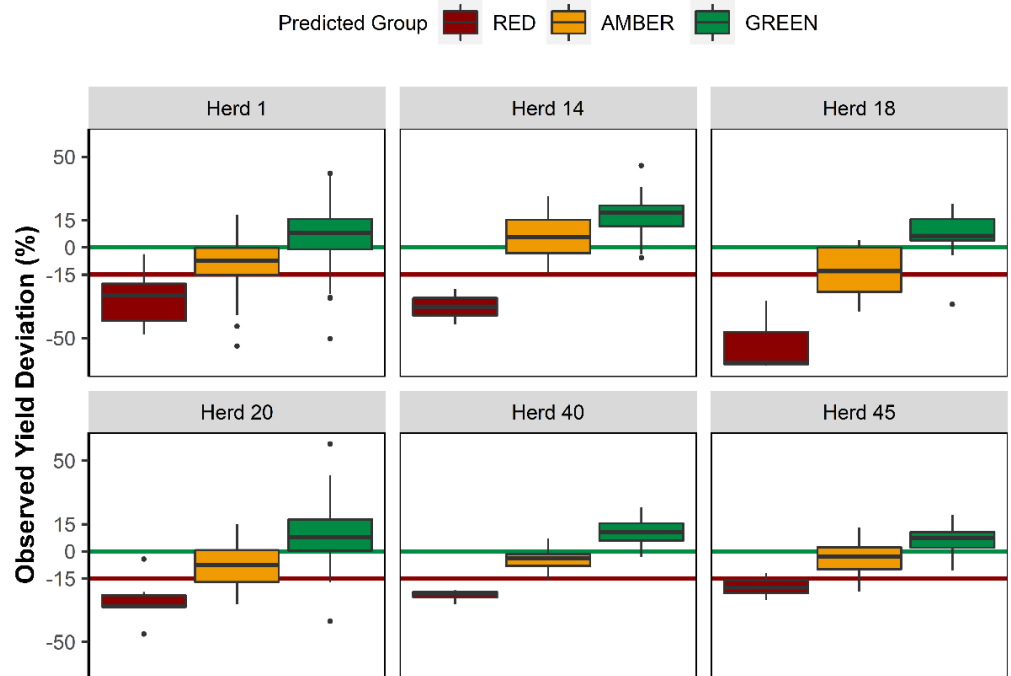 Predicted Group RED AMBER GREEN
Herd 1 Herd 14 Herd 18
50
15
0
-15
-50
Observed Yield Deviation (%)
Herd 20 Herd 40 Herd 45
50
15
0
-15
-50